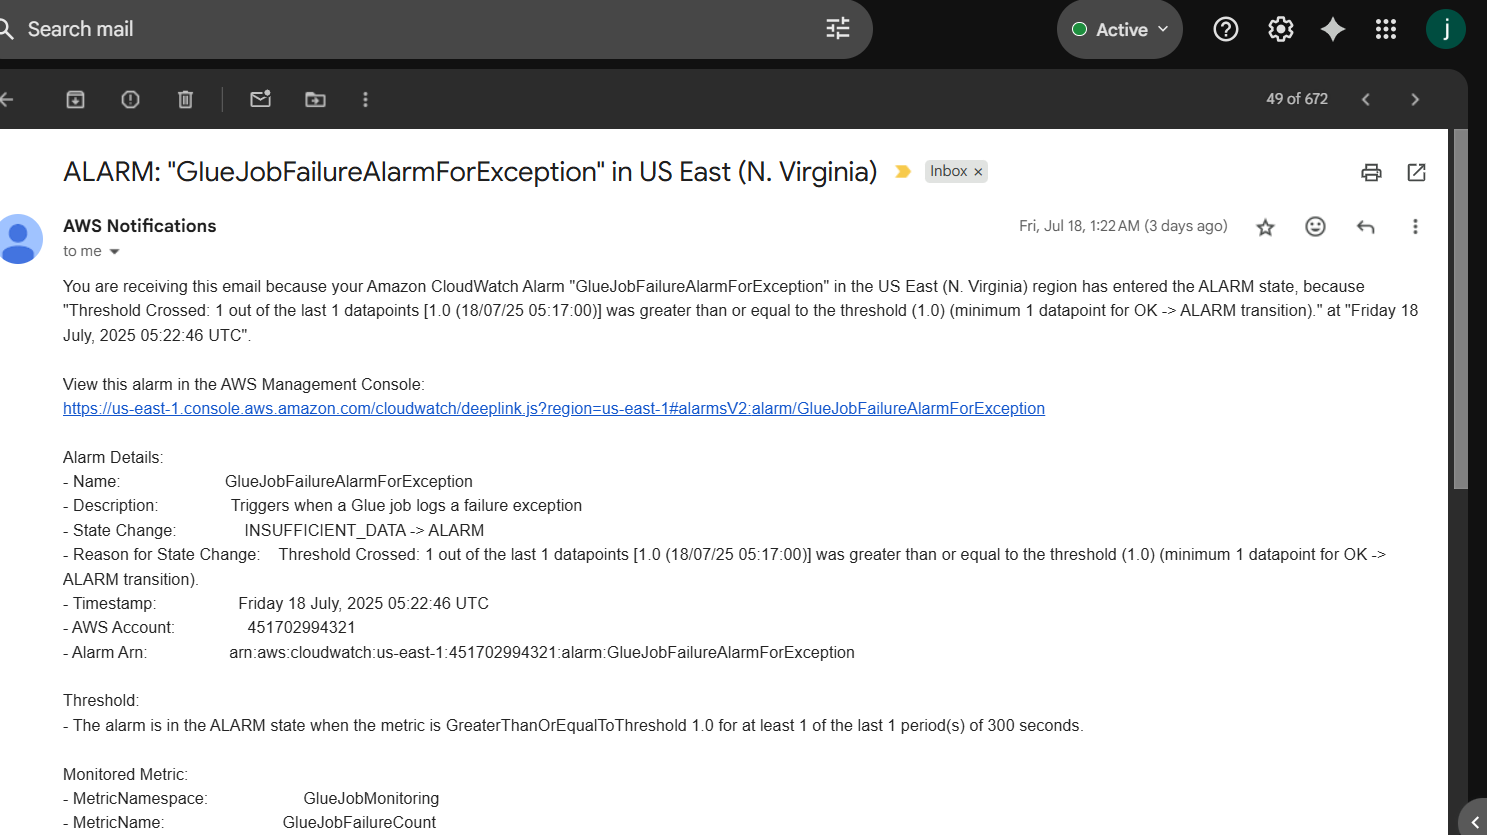 Search mail
Active
j
49 of 672
ALARM: "GlueJobFailureAlarmForException" in US East (N. Virginia)
Inbox ×
AWS Notifications
Fri, Jul 18, 1:22 AM (3 days ago)
to me
You are receiving this email because your Amazon CloudWatch Alarm "GlueJobFailureAlarmForException" in the US East (N. Virginia) region has entered the ALARM state, because
"Threshold Crossed: 1 out of the last 1 datapoints [1.0 (18/07/25 05:17:00)] was greater than or equal to the threshold (1.0) (minimum 1 datapoint for OK -> ALARM transition)." at "Friday 18
July, 2025 05:22:46 UTC".
View this alarm in the AWS Management Console:
https://us-east-1.console.aws.amazon.com/cloudwatch/deeplink.js?region=us-east-1#alarmsV2:alarm/GlueJobFailureAlarmForException
Alarm Details:
- Name: GlueJobFailureAlarmForException
- Description: Triggers when a Glue job logs a failure exception
- State Change: INSUFFICIENT_DATA -> ALARM
- Reason for State Change: Threshold Crossed: 1 out of the last 1 datapoints [1.0 (18/07/25 05:17:00)] was greater than or equal to the threshold (1.0) (minimum 1 datapoint for OK ->
ALARM transition).
- Timestamp: Friday 18 July, 2025 05:22:46 UTC
- AWS Account: 451702994321
- Alarm Arn: arn:aws:cloudwatch:us-east-1:451702994321:alarm:GlueJobFailureAlarmForException
Threshold:
- The alarm is in the ALARM state when the metric is GreaterThanOrEqualToThreshold 1.0 for at least 1 of the last 1 period(s) of 300 seconds.
Monitored Metric:
- MetricNamespace: GlueJobMonitoring
- MetricName: GlueJobFailureCount